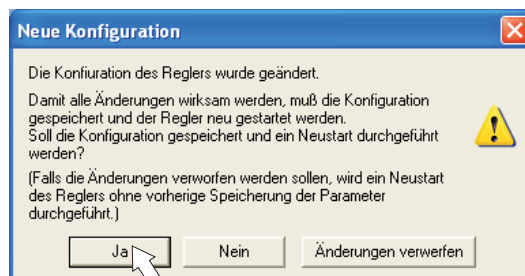 Neue Konfiguration
Die Konfiuration des Reglers wurde geändert.
Damit alle Änderungen wirksam werden, muß die Konfiguration
gespeichert und der Regler neu gestartet werden.
Soll die Konfiguration gespeichert und ein Neustart durchgeführt
werden?
(Falls die Änderungen verworfen werden sollen, wird ein Neustart
des Reglers ohne vorherige Speicherung der Parameter
durchgeführt.)
Ja Nein Änderungen verwerfen